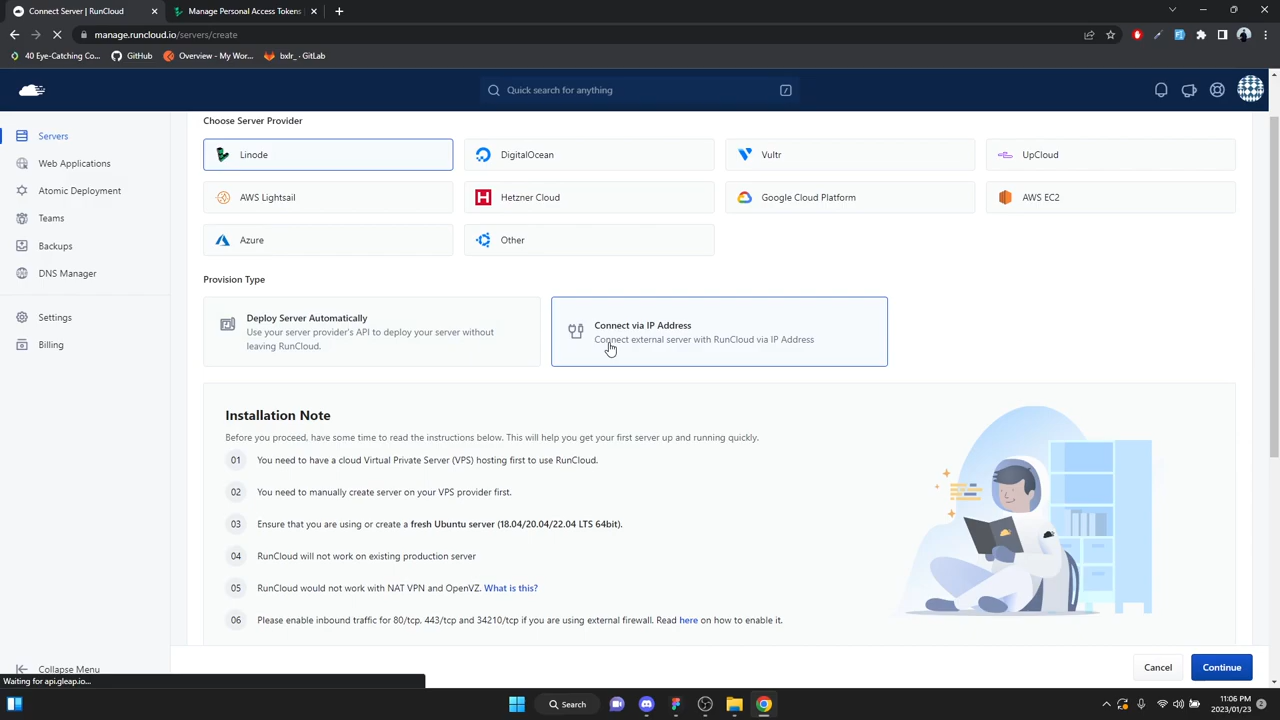 Connect Server | RunCloud
Manage Personal Access Tokens
manage.runcloud.io/servers/create
40 Eye-Catching Co...
GitHub
Overview - My Wor...
bxlr_ · GitLab
Quick search for anything
/
Servers
Web Applications
Atomic Deployment
Teams
Backups
DNS Manager
Settings
Billing
Collapse Menu
Choose Server Provider
Linode
DigitalOcean
Vultr
UpCloud
AWS Lightsail
Hetzner Cloud
Google Cloud Platform
AWS EC2
Azure
Other
Provision Type
Deploy Server Automatically
Use your server provider's API to deploy your server without
leaving RunCloud.
Connect via IP Address
Connect external server with RunCloud via IP Address
Installation Note
Before you proceed, have some time to read the instructions below. This will help you get your first server up and running quickly.
01 You need to have a cloud Virtual Private Server (VPS) hosting first to use RunCloud.
02 You need to manually create server on your VPS provider first.
03 Ensure that you are using or create a fresh Ubuntu server (18.04/20.04/22.04 LTS 64bit).
04 RunCloud will not work on existing production server
05 RunCloud would not work with NAT VPN and OpenVZ. What is this?
06 Please enable inbound traffic for 80/tcp, 443/tcp and 34210/tcp if you are using external firewall. Read here on how to enable it.
Cancel
Continue
Waiting for api.gleap.io...
Search
11:06 PM
2023/01/23